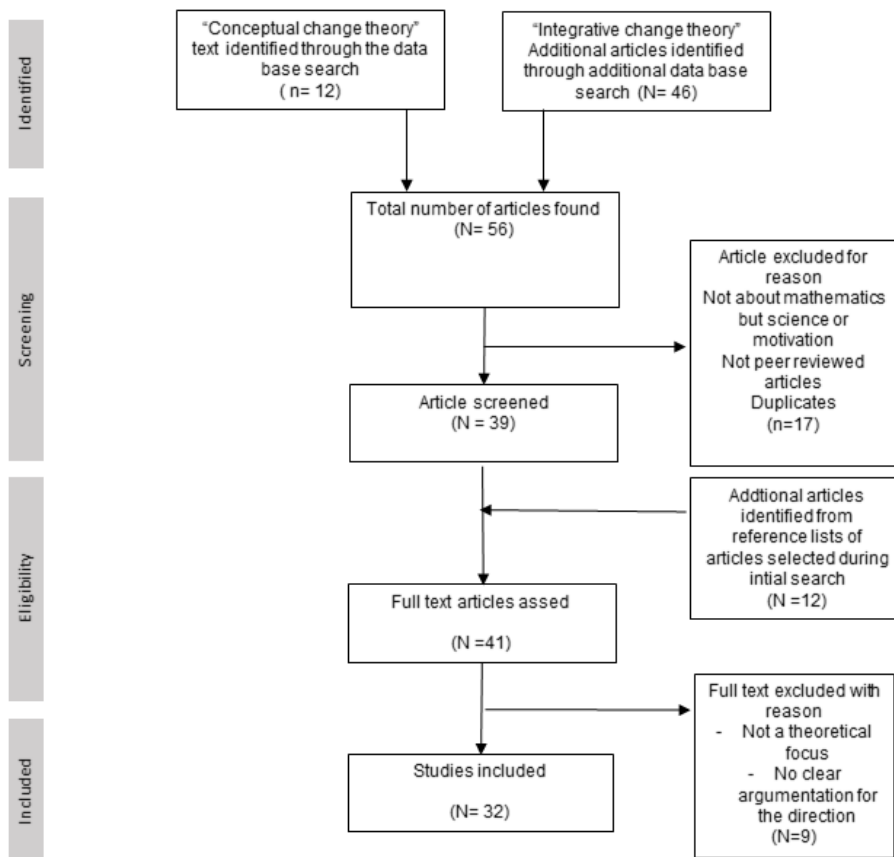 Identified
“Conceptual change theory”
text identified through the data
base search
( n= 12)
“Integrative change theory”
Additional articles identified
through additional data base
search (N= 46)
Screening
Total number of articles found
(N= 56)
Article excluded for
reason
Not about mathematics
but science or
motivation
Not peer reviewed
articles
Duplicates
(n=17)
Article screened
(N = 39)
Eligibility
Addtional articles
identified from
reference lists of
articles selected during
intial search
(N =12)
Full text articles assed
(N =41)
Full text excluded with
reason
- Not a theoretical
focus
- No clear
argumentation for
the direction
(N=9)
Included
Studies included
(N= 32)